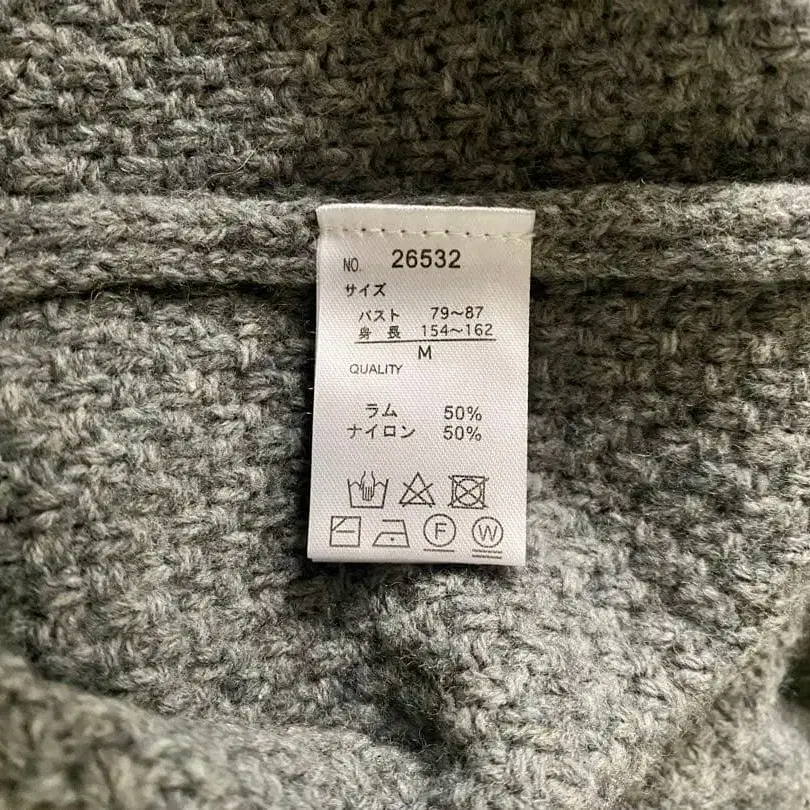 NO. 26532
サイズ
バスト 79〜87
身長 154〜162
M
QUALITY
ラム 50%
ナイロン 50%
F W